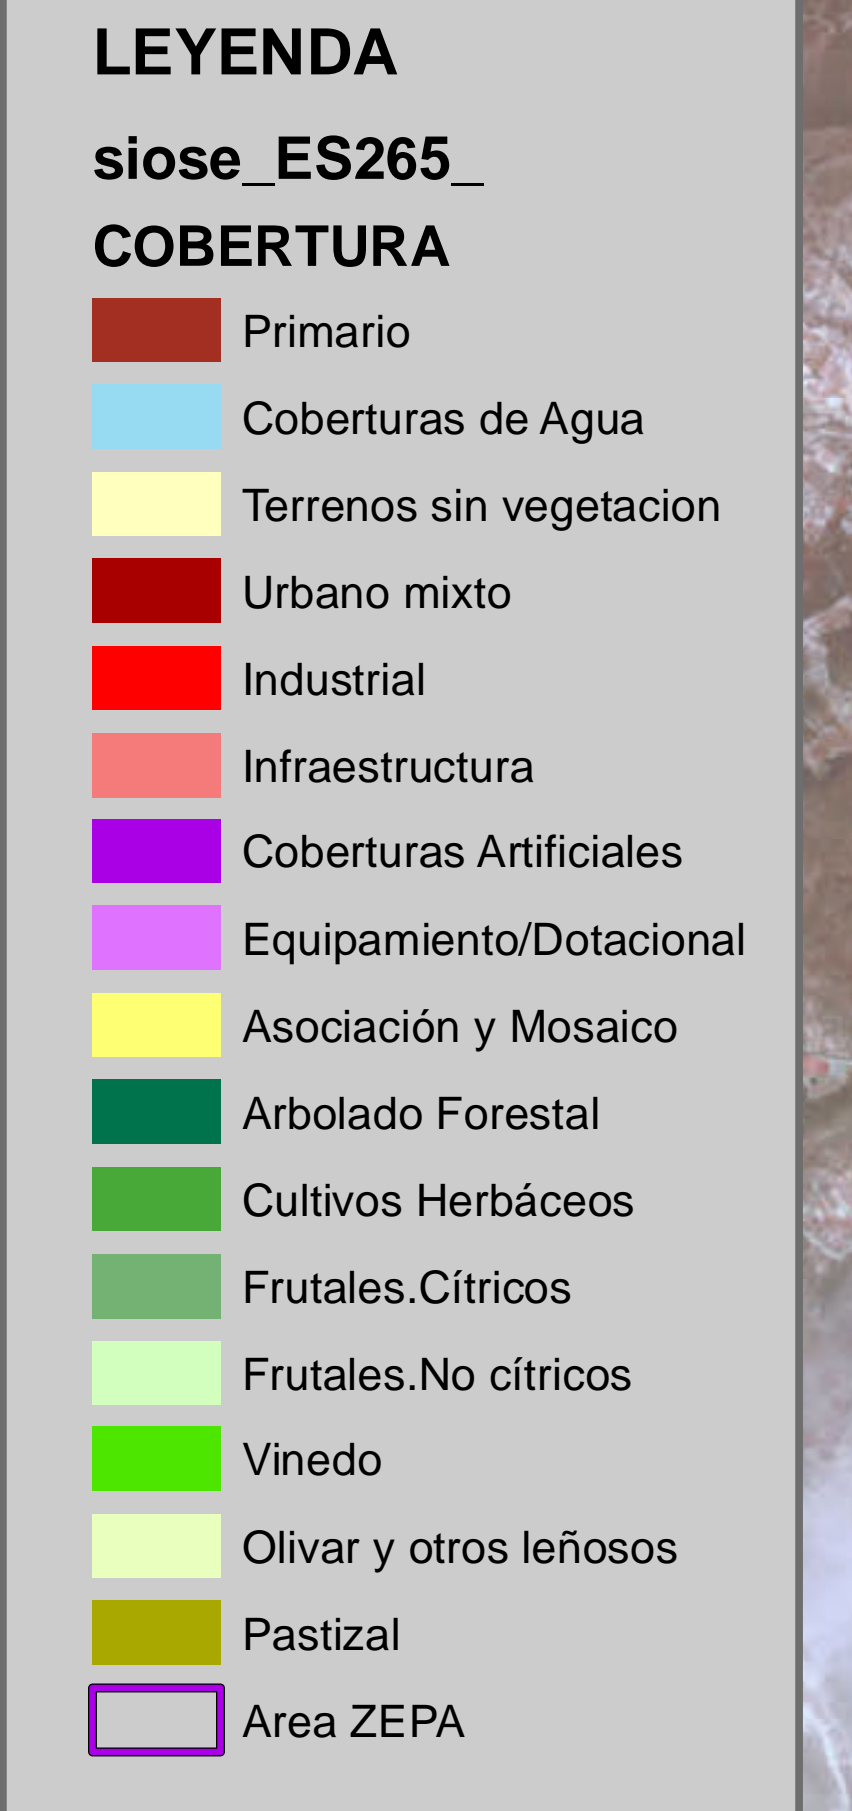 LEYENDA
siose_ES265_
COBERTURA
Primario
Coberturas de Agua
Terrenos sin vegetacion
Urbano mixto
Industrial
Infraestructura
Coberturas Artificiales
Equipamiento/Dotacional
Asociación y Mosaico
Arbolado Forestal
Cultivos Herbáceos
Frutales.Cítricos
Frutales.No cítricos
Vinedo
Olivar y otros leñosos
Pastizal
Area ZEPA